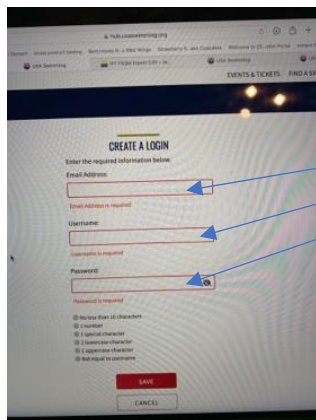 hub.usaswimming.org
USA Swimming
USA Swimming
EVENTS & TICKETS
CREATE A LOGIN
Enter the required information below.
Email Address:
Email Address is required
Username:
Username is required
Password:
Password is required
No less than 10 characters
1 number
1 special character
1 lowercase character
1 uppercase character
Not equal to username
SAVE
CANCEL